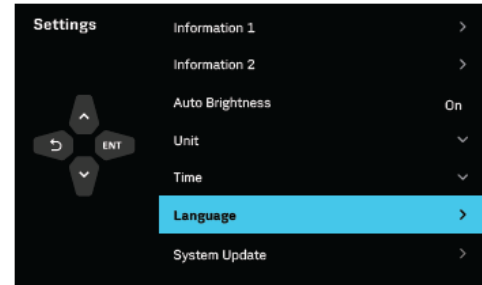 Settings
Information 1
Information 2
Auto Brightness On
Unit
Time
Language
System Update
ENT